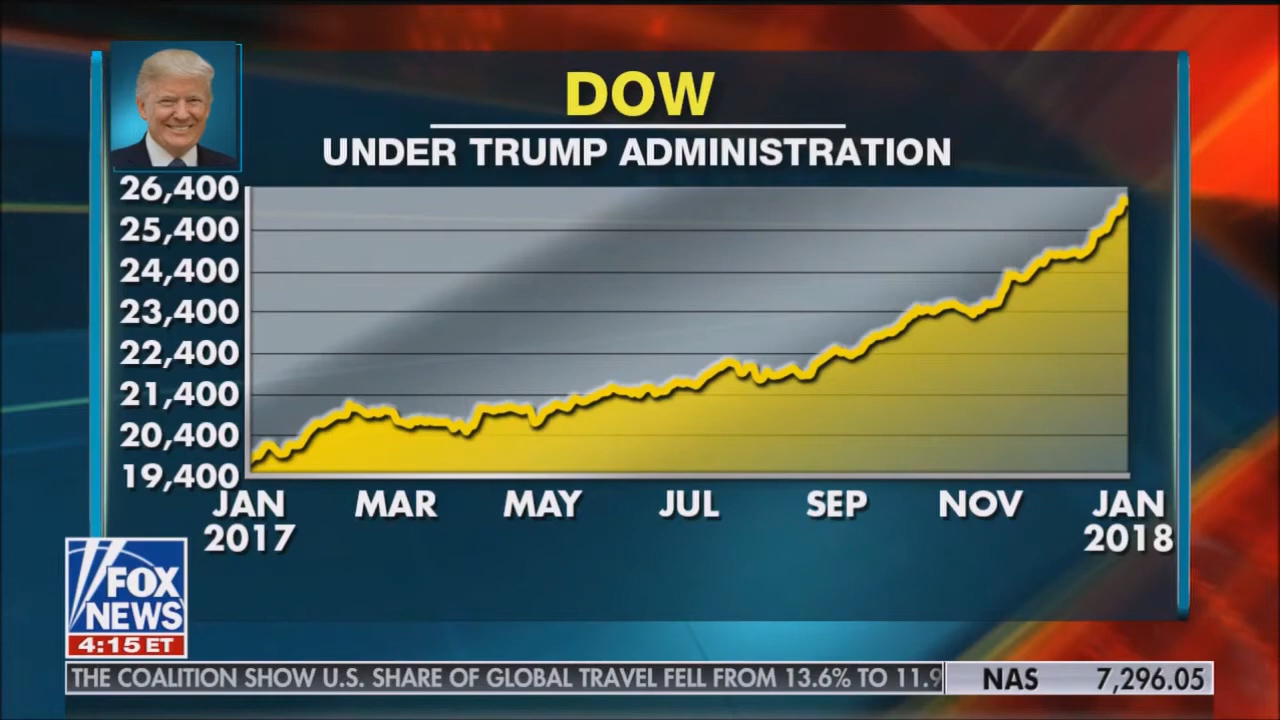 DOW
UNDER TRUMP ADMINISTRATION
26,400
25,400
24,400
23,400
22,400
21,400
20,400
19,400
JAN 2017
MAR
MAY
JUL
SEP
NOV
JAN 2018
FOX
NEWS
4:15 ET
THE COALITION SHOW U.S. SHARE OF GLOBAL TRAVEL FELL FROM 13.6% TO 11.9
NAS 7,296.05